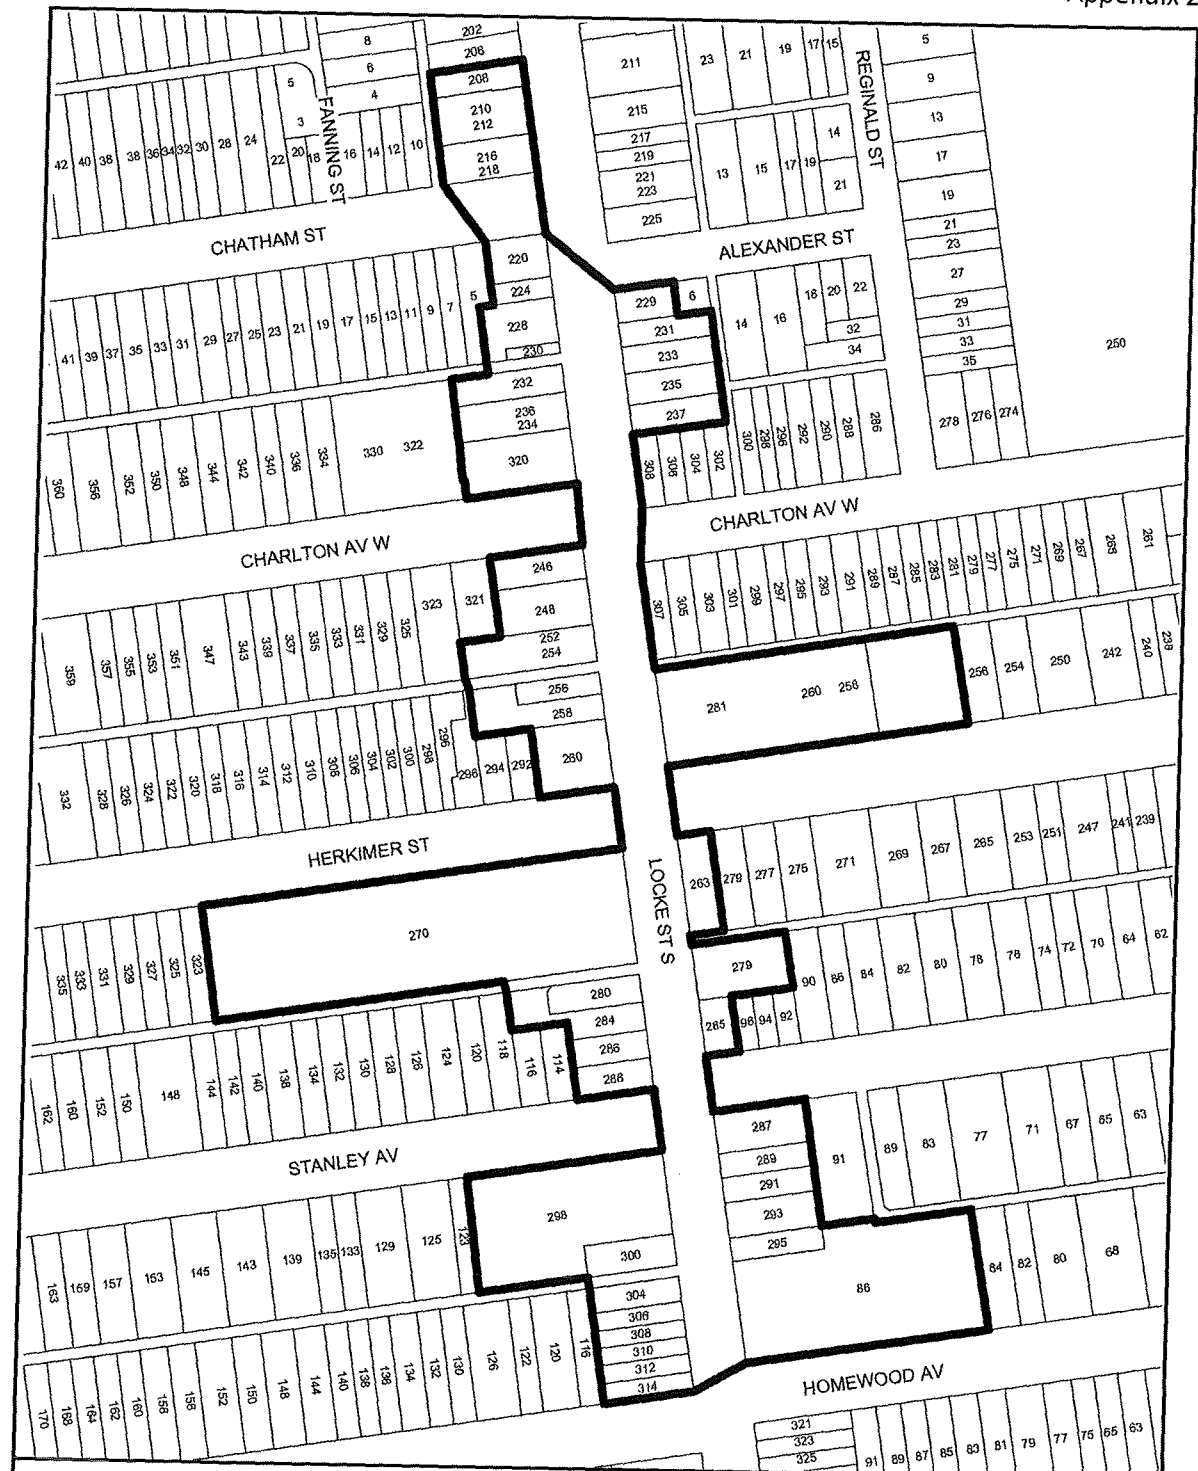 Appendix 2
8
6
4
202
206
208
210
212
216
218
211
215
217
219
221
223
225
23 21 19 17 15
REGINALD ST
5
9
13
17
19
21
23
27
29
31
33
35
5
3
FANNING ST
42 40 38 38 36 34 32 30 28 24 22 20 18 16 14 12 10
13 15 17 19
14
21
CHATHAM ST
ALEXANDER ST
220
224
228
230
232
236
234
320
229
231
233
235
237
6
14 16 18 20 22
32
34
250
41 39 37 35 33 31 29 27 25 23 21 19 17 15 13 11 9 7 5
360 356 352 350 348 344 342 340 336 334 330 322
308 306 304 302 300 298 296 292 290 288 286
278 276 274
CHARLTON AV W
CHARLTON AV W
246
248
252
254
256
258
260
359 357 355 353 351 347 343 339 337 335 333 331 329 325 323 321
307 305 303 301 299 297 295 293 291 289 287 285 283 281 279 277 275 271 269 267 265 261
281 260 258
256 254 250 242 240 238
332 328 326 324 322 320 318 316 314 312 310 308 306 304 302 300 298 296 296 294 292
HERKIMER ST
LOCKE ST S
263 279 277 275 271 269 267 265 253 251 247 241 239
335 333 331 329 327 325 323
270
279
285 96 94 92
90 86 84 82 80 78 76 74 72 70 64 62
280
284
286
288
162 160 152 150 148 144 142 140 138 134 132 130 128 126 124 120 118 116 114
STANLEY AV
287
289
291
293
295
91
89 83 77 71 67 65 63
163 159 157 153 145 143 139 135 133 129 125 123
298
300
304
306
308
310
312
314
86
84 82 80 68
170 168 164 162 160 158 156 152 150 148 144 140 138 136 134 132 130 126 122 120 116
HOMEWOOD AV
321
323
325
91 89 87 85 83 81 79 77 75 65 63